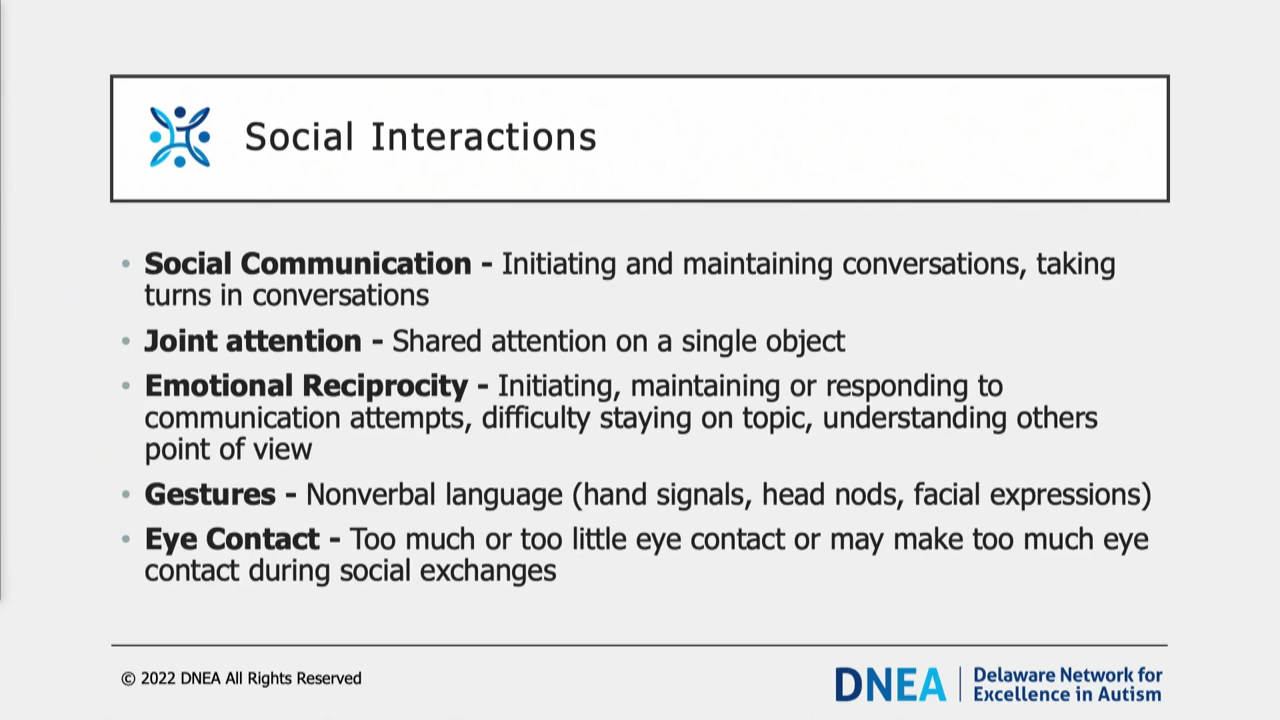 Social Interactions
• Social Communication - Initiating and maintaining conversations, taking
turns in conversations
• Joint attention - Shared attention on a single object
• Emotional Reciprocity - Initiating, maintaining or responding to
communication attempts, difficulty staying on topic, understanding others
point of view
• Gestures - Nonverbal language (hand signals, head nods, facial expressions)
• Eye Contact - Too much or too little eye contact or may make too much eye
contact during social exchanges
© 2022 DNEA All Rights Reserved
DNEA
Delaware Network for
Excellence in Autism